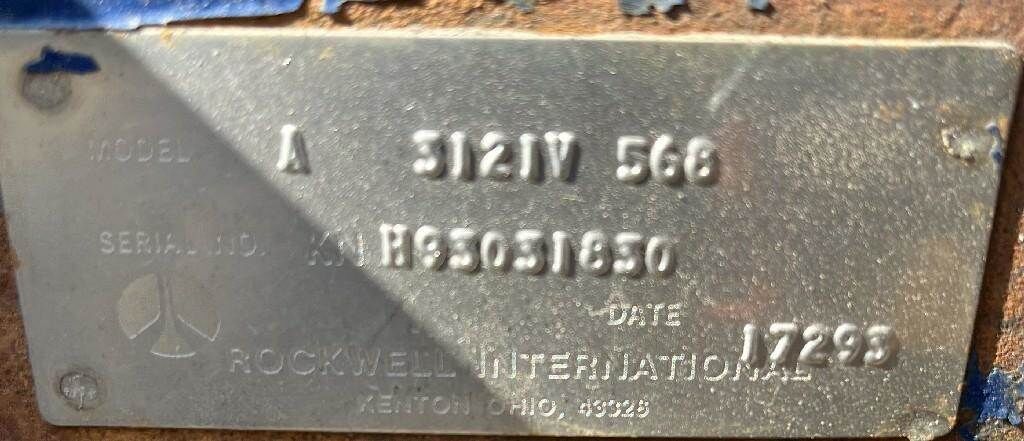 MODEL A 3121V 568
SERIAL NO. KN H93031830
DATE
17293
ROCKWELL INTERNATIONAL
KENTON OHIO, 43326